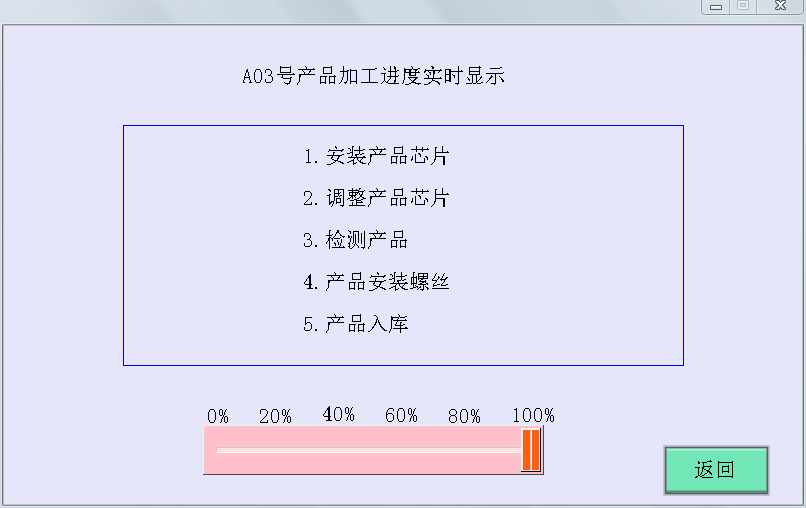 A03号产品加工进度实时显示
1.安装产品芯片
2.调整产品芯片
3.检测产品
4.产品安装螺丝
5.产品入库
0% 20% 40% 60% 80% 100%
返回